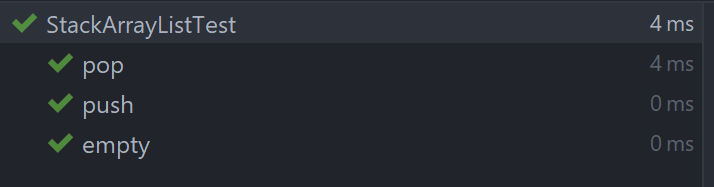 StackArrayListTest 4 ms
pop 4 ms
push 0 ms
empty 0 ms